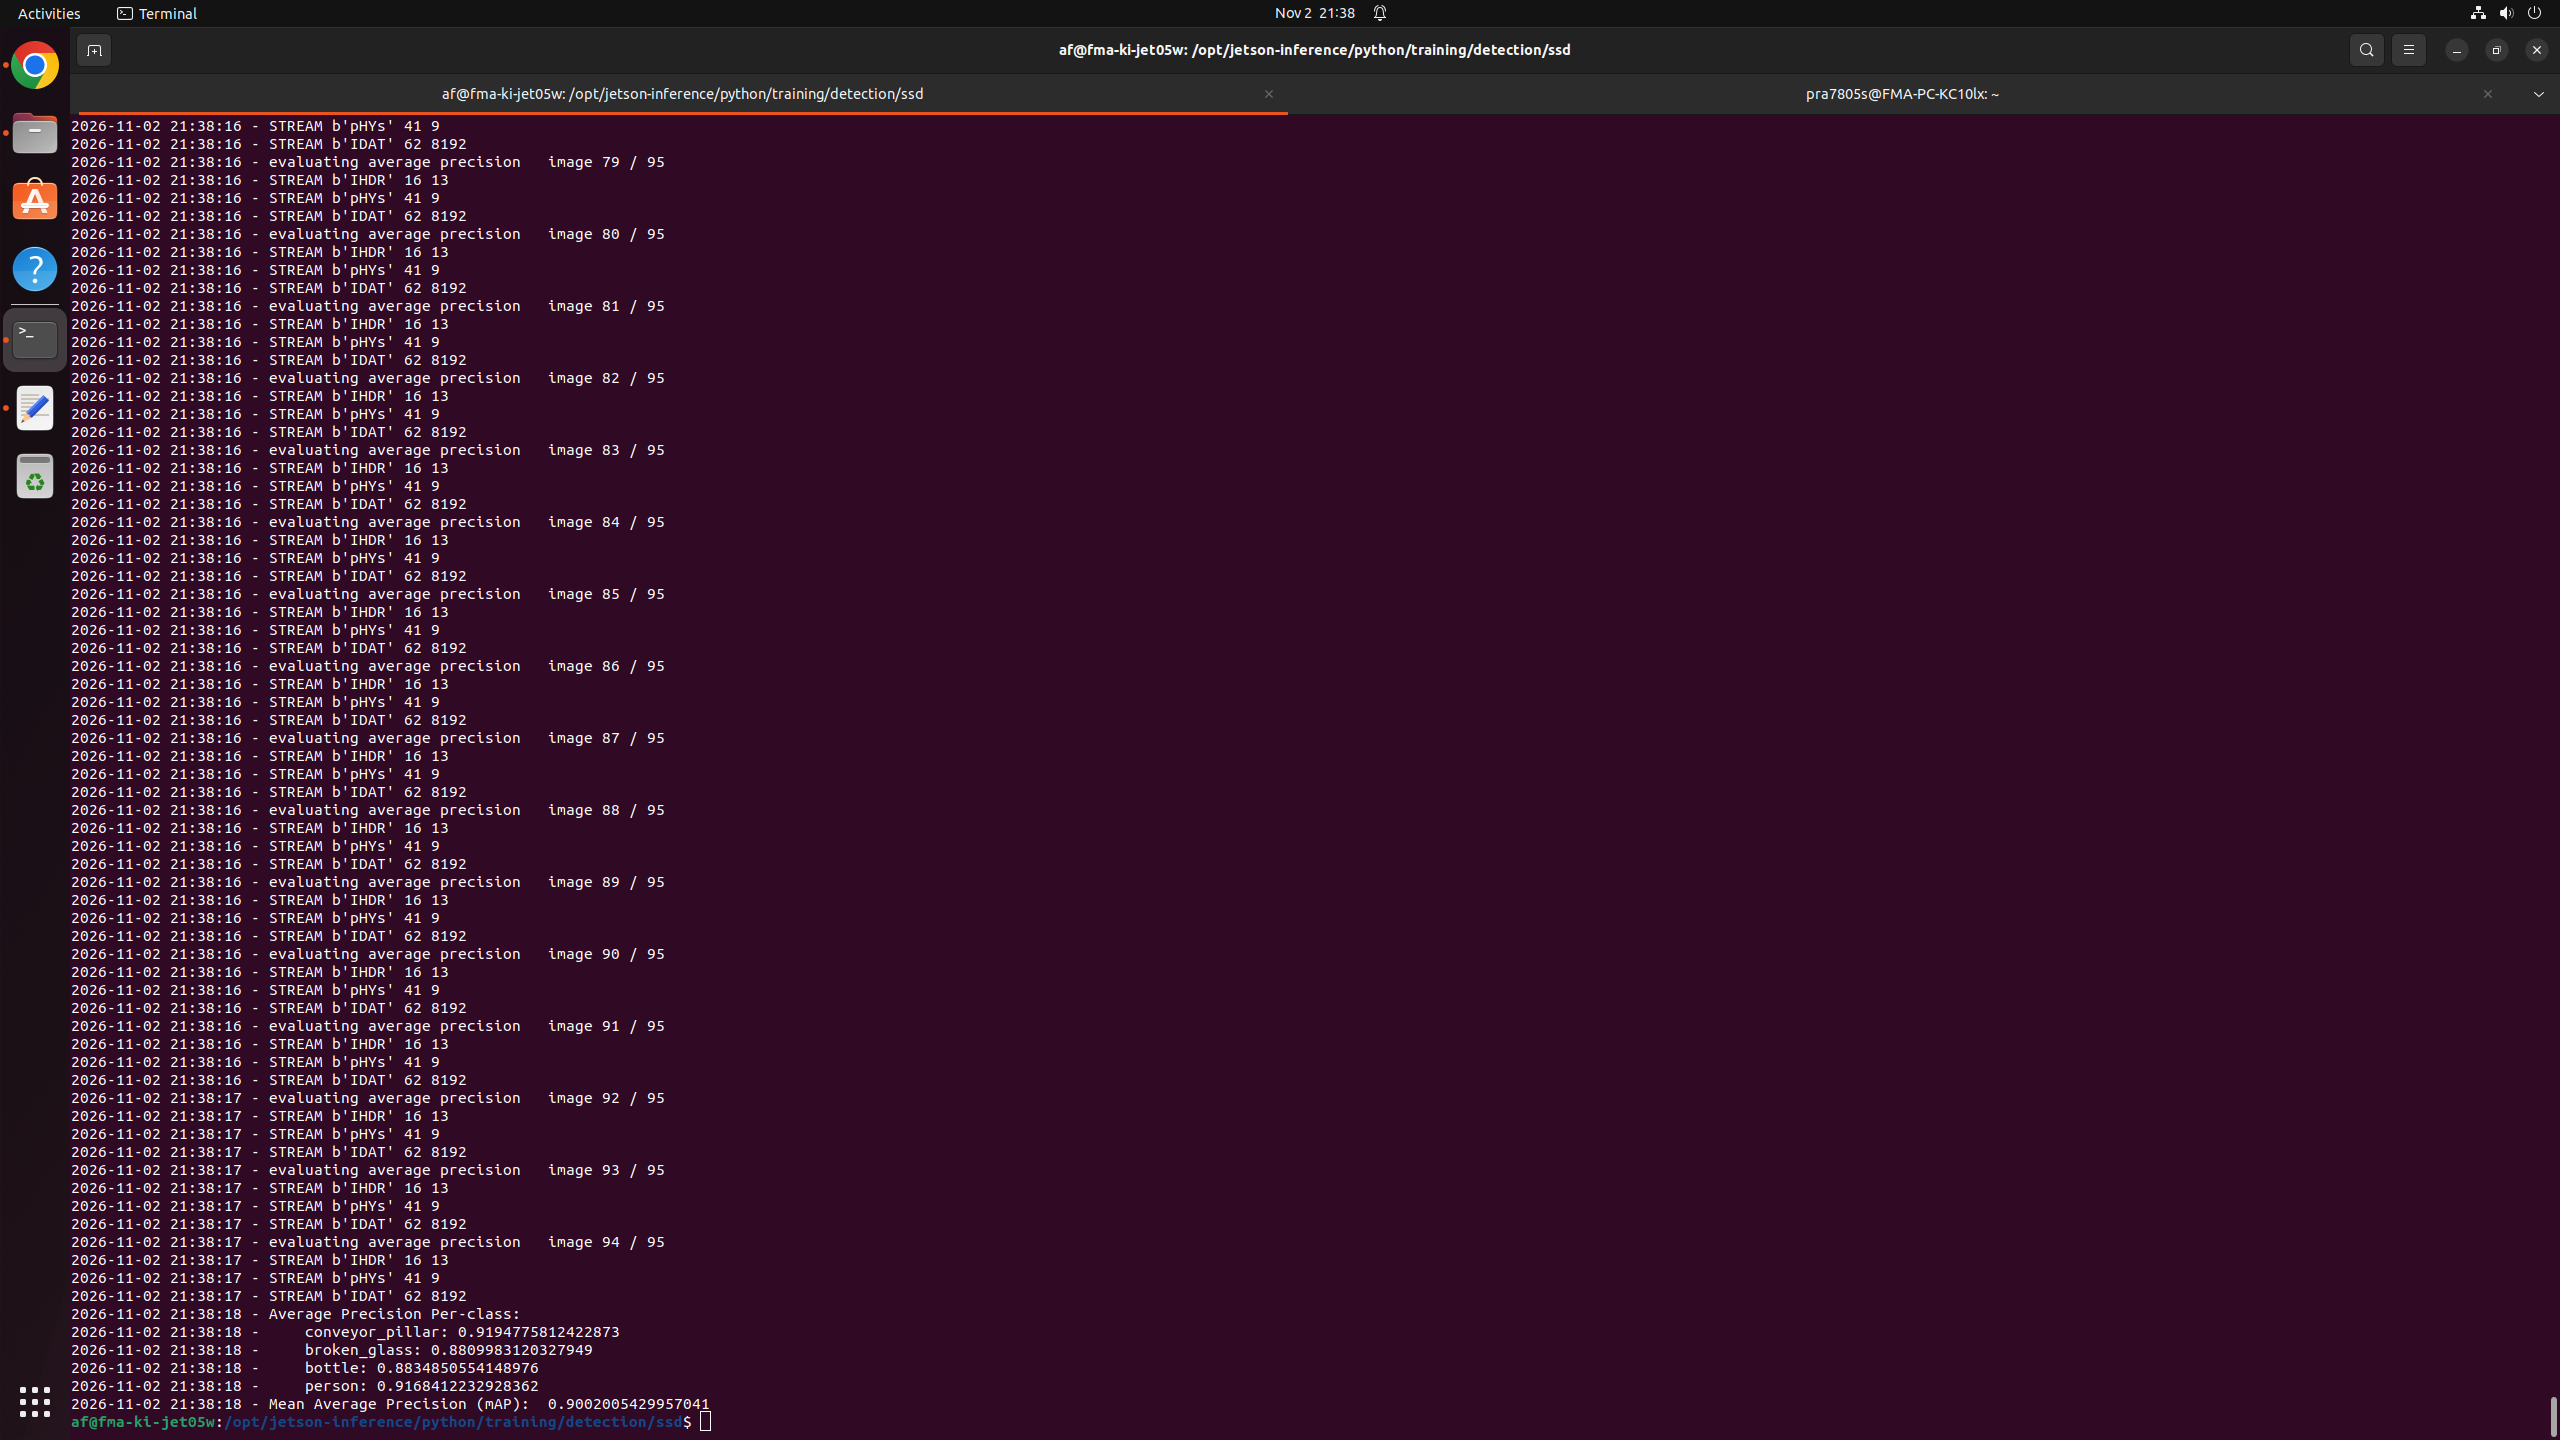 Activities
Terminal
Nov 2 21:38
af@fma-ki-jet05w: /opt/jetson-inference/python/training/detection/ssd
af@fma-ki-jet05w: /opt/jetson-inference/python/training/detection/ssd
pra7805s@FMA-PC-KC10lx: ~
2026-11-02 21:38:16 - STREAM b'pHYs' 41 9
2026-11-02 21:38:16 - STREAM b'IDAT' 62 8192
2026-11-02 21:38:16 - evaluating average precision   image 79 / 95
2026-11-02 21:38:16 - STREAM b'IHDR' 16 13
2026-11-02 21:38:16 - STREAM b'pHYs' 41 9
2026-11-02 21:38:16 - STREAM b'IDAT' 62 8192
2026-11-02 21:38:16 - evaluating average precision   image 80 / 95
2026-11-02 21:38:16 - STREAM b'IHDR' 16 13
2026-11-02 21:38:16 - STREAM b'pHYs' 41 9
2026-11-02 21:38:16 - STREAM b'IDAT' 62 8192
2026-11-02 21:38:16 - evaluating average precision   image 81 / 95
2026-11-02 21:38:16 - STREAM b'IHDR' 16 13
2026-11-02 21:38:16 - STREAM b'pHYs' 41 9
2026-11-02 21:38:16 - STREAM b'IDAT' 62 8192
2026-11-02 21:38:16 - evaluating average precision   image 82 / 95
2026-11-02 21:38:16 - STREAM b'IHDR' 16 13
2026-11-02 21:38:16 - STREAM b'pHYs' 41 9
2026-11-02 21:38:16 - STREAM b'IDAT' 62 8192
2026-11-02 21:38:16 - evaluating average precision   image 83 / 95
2026-11-02 21:38:16 - STREAM b'IHDR' 16 13
2026-11-02 21:38:16 - STREAM b'pHYs' 41 9
2026-11-02 21:38:16 - STREAM b'IDAT' 62 8192
2026-11-02 21:38:16 - evaluating average precision   image 84 / 95
2026-11-02 21:38:16 - STREAM b'IHDR' 16 13
2026-11-02 21:38:16 - STREAM b'pHYs' 41 9
2026-11-02 21:38:16 - STREAM b'IDAT' 62 8192
2026-11-02 21:38:16 - evaluating average precision   image 85 / 95
2026-11-02 21:38:16 - STREAM b'IHDR' 16 13
2026-11-02 21:38:16 - STREAM b'pHYs' 41 9
2026-11-02 21:38:16 - STREAM b'IDAT' 62 8192
2026-11-02 21:38:16 - evaluating average precision   image 86 / 95
2026-11-02 21:38:16 - STREAM b'IHDR' 16 13
2026-11-02 21:38:16 - STREAM b'pHYs' 41 9
2026-11-02 21:38:16 - STREAM b'IDAT' 62 8192
2026-11-02 21:38:16 - evaluating average precision   image 87 / 95
2026-11-02 21:38:16 - STREAM b'IHDR' 16 13
2026-11-02 21:38:16 - STREAM b'pHYs' 41 9
2026-11-02 21:38:16 - STREAM b'IDAT' 62 8192
2026-11-02 21:38:16 - evaluating average precision   image 88 / 95
2026-11-02 21:38:16 - STREAM b'IHDR' 16 13
2026-11-02 21:38:16 - STREAM b'pHYs' 41 9
2026-11-02 21:38:16 - STREAM b'IDAT' 62 8192
2026-11-02 21:38:16 - evaluating average precision   image 89 / 95
2026-11-02 21:38:16 - STREAM b'IHDR' 16 13
2026-11-02 21:38:16 - STREAM b'pHYs' 41 9
2026-11-02 21:38:16 - STREAM b'IDAT' 62 8192
2026-11-02 21:38:16 - evaluating average precision   image 90 / 95
2026-11-02 21:38:16 - STREAM b'IHDR' 16 13
2026-11-02 21:38:16 - STREAM b'pHYs' 41 9
2026-11-02 21:38:16 - STREAM b'IDAT' 62 8192
2026-11-02 21:38:16 - evaluating average precision   image 91 / 95
2026-11-02 21:38:16 - STREAM b'IHDR' 16 13
2026-11-02 21:38:16 - STREAM b'pHYs' 41 9
2026-11-02 21:38:16 - STREAM b'IDAT' 62 8192
2026-11-02 21:38:17 - evaluating average precision   image 92 / 95
2026-11-02 21:38:17 - STREAM b'IHDR' 16 13
2026-11-02 21:38:17 - STREAM b'pHYs' 41 9
2026-11-02 21:38:17 - STREAM b'IDAT' 62 8192
2026-11-02 21:38:17 - evaluating average precision   image 93 / 95
2026-11-02 21:38:17 - STREAM b'IHDR' 16 13
2026-11-02 21:38:17 - STREAM b'pHYs' 41 9
2026-11-02 21:38:17 - STREAM b'IDAT' 62 8192
2026-11-02 21:38:17 - evaluating average precision   image 94 / 95
2026-11-02 21:38:17 - STREAM b'IHDR' 16 13
2026-11-02 21:38:17 - STREAM b'pHYs' 41 9
2026-11-02 21:38:17 - STREAM b'IDAT' 62 8192
2026-11-02 21:38:18 - Average Precision Per-class:
2026-11-02 21:38:18 -     conveyor_pillar: 0.9194775812422873
2026-11-02 21:38:18 -     broken_glass: 0.8809983120327949
2026-11-02 21:38:18 -     bottle: 0.8834850554148976
2026-11-02 21:38:18 -     person: 0.9168412232928362
2026-11-02 21:38:18 - Mean Average Precision (mAP):  0.9002005429957041
af@fma-ki-jet05w:/opt/jetson-inference/python/training/detection/ssd$